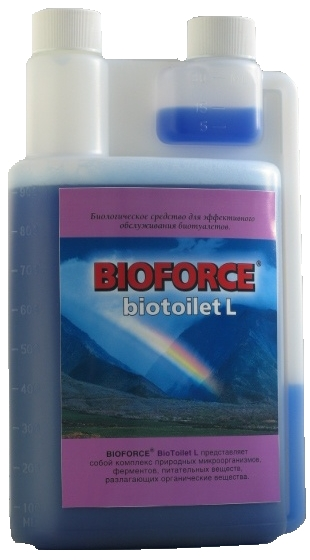 Биологическое средство для эффективного
обслуживания биотуалетов.
BIOFORCE®
biotoilet L
BIOFORCE® BioToilet L представляет
собой комплекс природных микроорганизмов,
ферментов, питательных веществ,
разлагающих органические вещества.